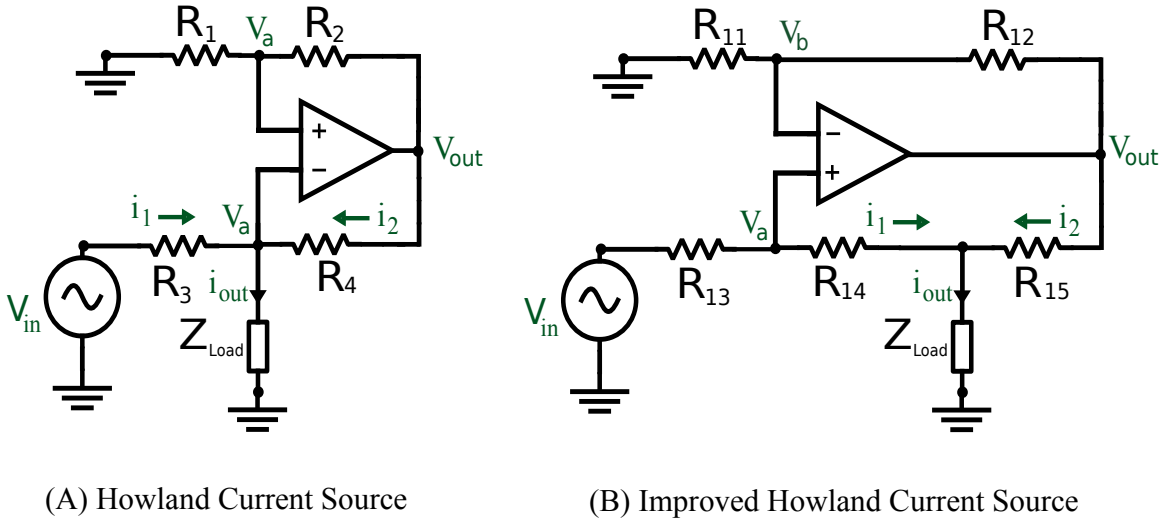 R1 Va R2
+
−
Vout
i1 Va i2
R3 iout R4
Vin
ZLoad
(A) Howland Current Source
R11 Vb R12
−
+
Vout
Va i1 i2
R13 R14 iout R15
Vin
ZLoad
(B) Improved Howland Current Source